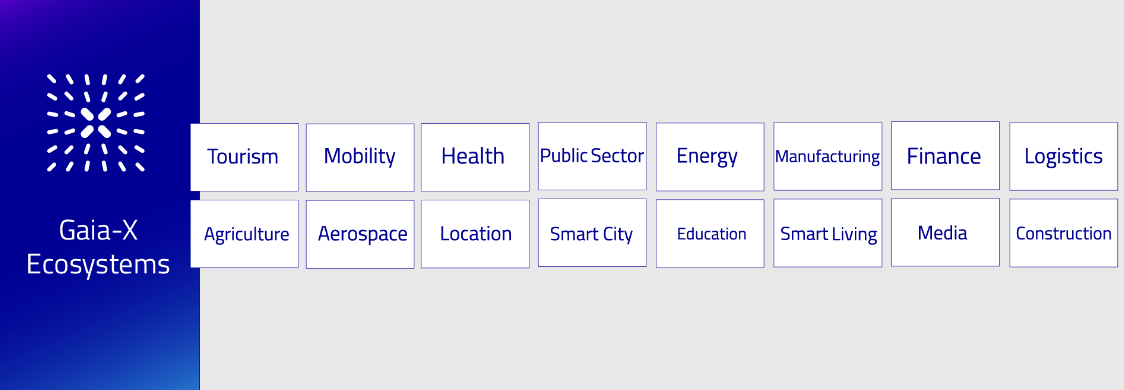 Gaia-X
Ecosystems
Tourism
Mobility
Health
Public Sector
Energy
Manufacturing
Finance
Logistics
Agriculture
Aerospace
Location
Smart City
Education
Smart Living
Media
Construction